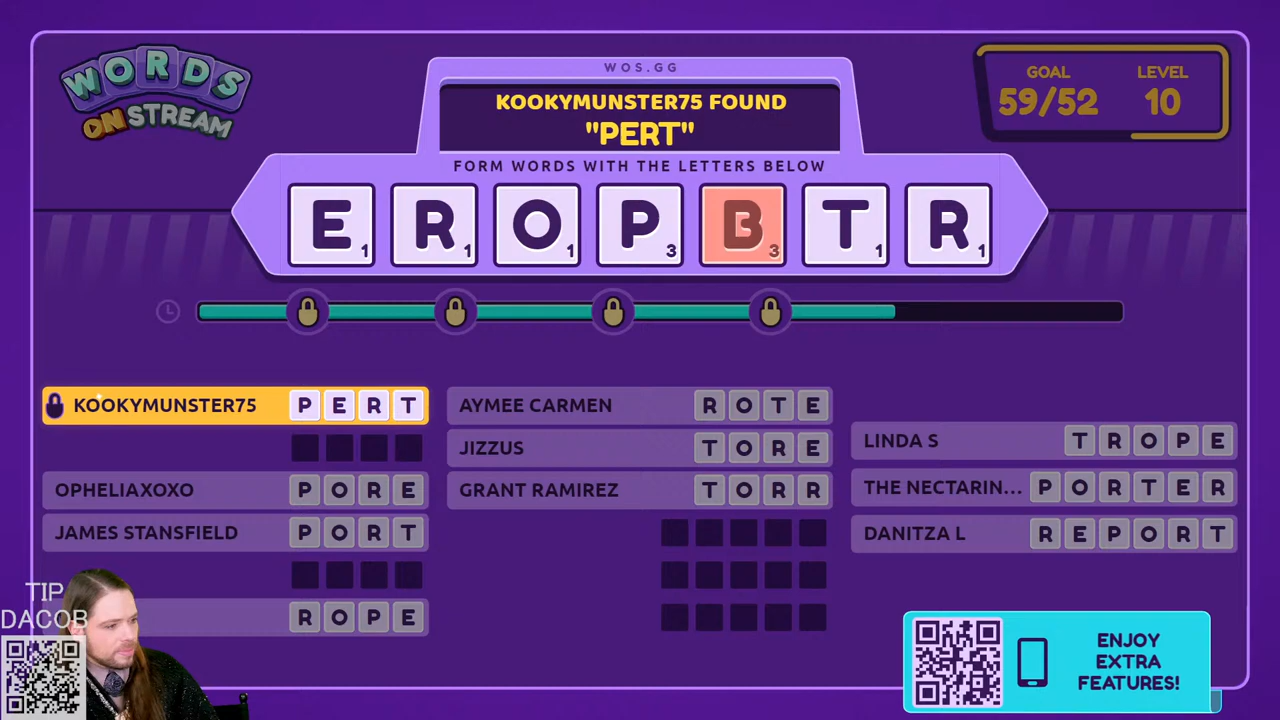 WORDS
ON STREAM
WOS.GG
KOOKYMUNSTER75 FOUND
"PERT"
GOAL
59/52
LEVEL
10
FORM WORDS WITH THE LETTERS BELOW
E 1 R 1 O 1 P 3 B 3 T 1 R 1
KOOKYMUNSTER75 PERT
OPHELIAXOXO PORE
JAMES STANSFIELD PORT
ROPE
AYMEE CARMEN ROTE
JIZZUS TORE
GRANT RAMIREZ TORR
LINDA S TROPE
THE NECTARIN... PORTER
DANITZA L REPORT
TIP
DACOB
ENJOY
EXTRA
FEATURES!